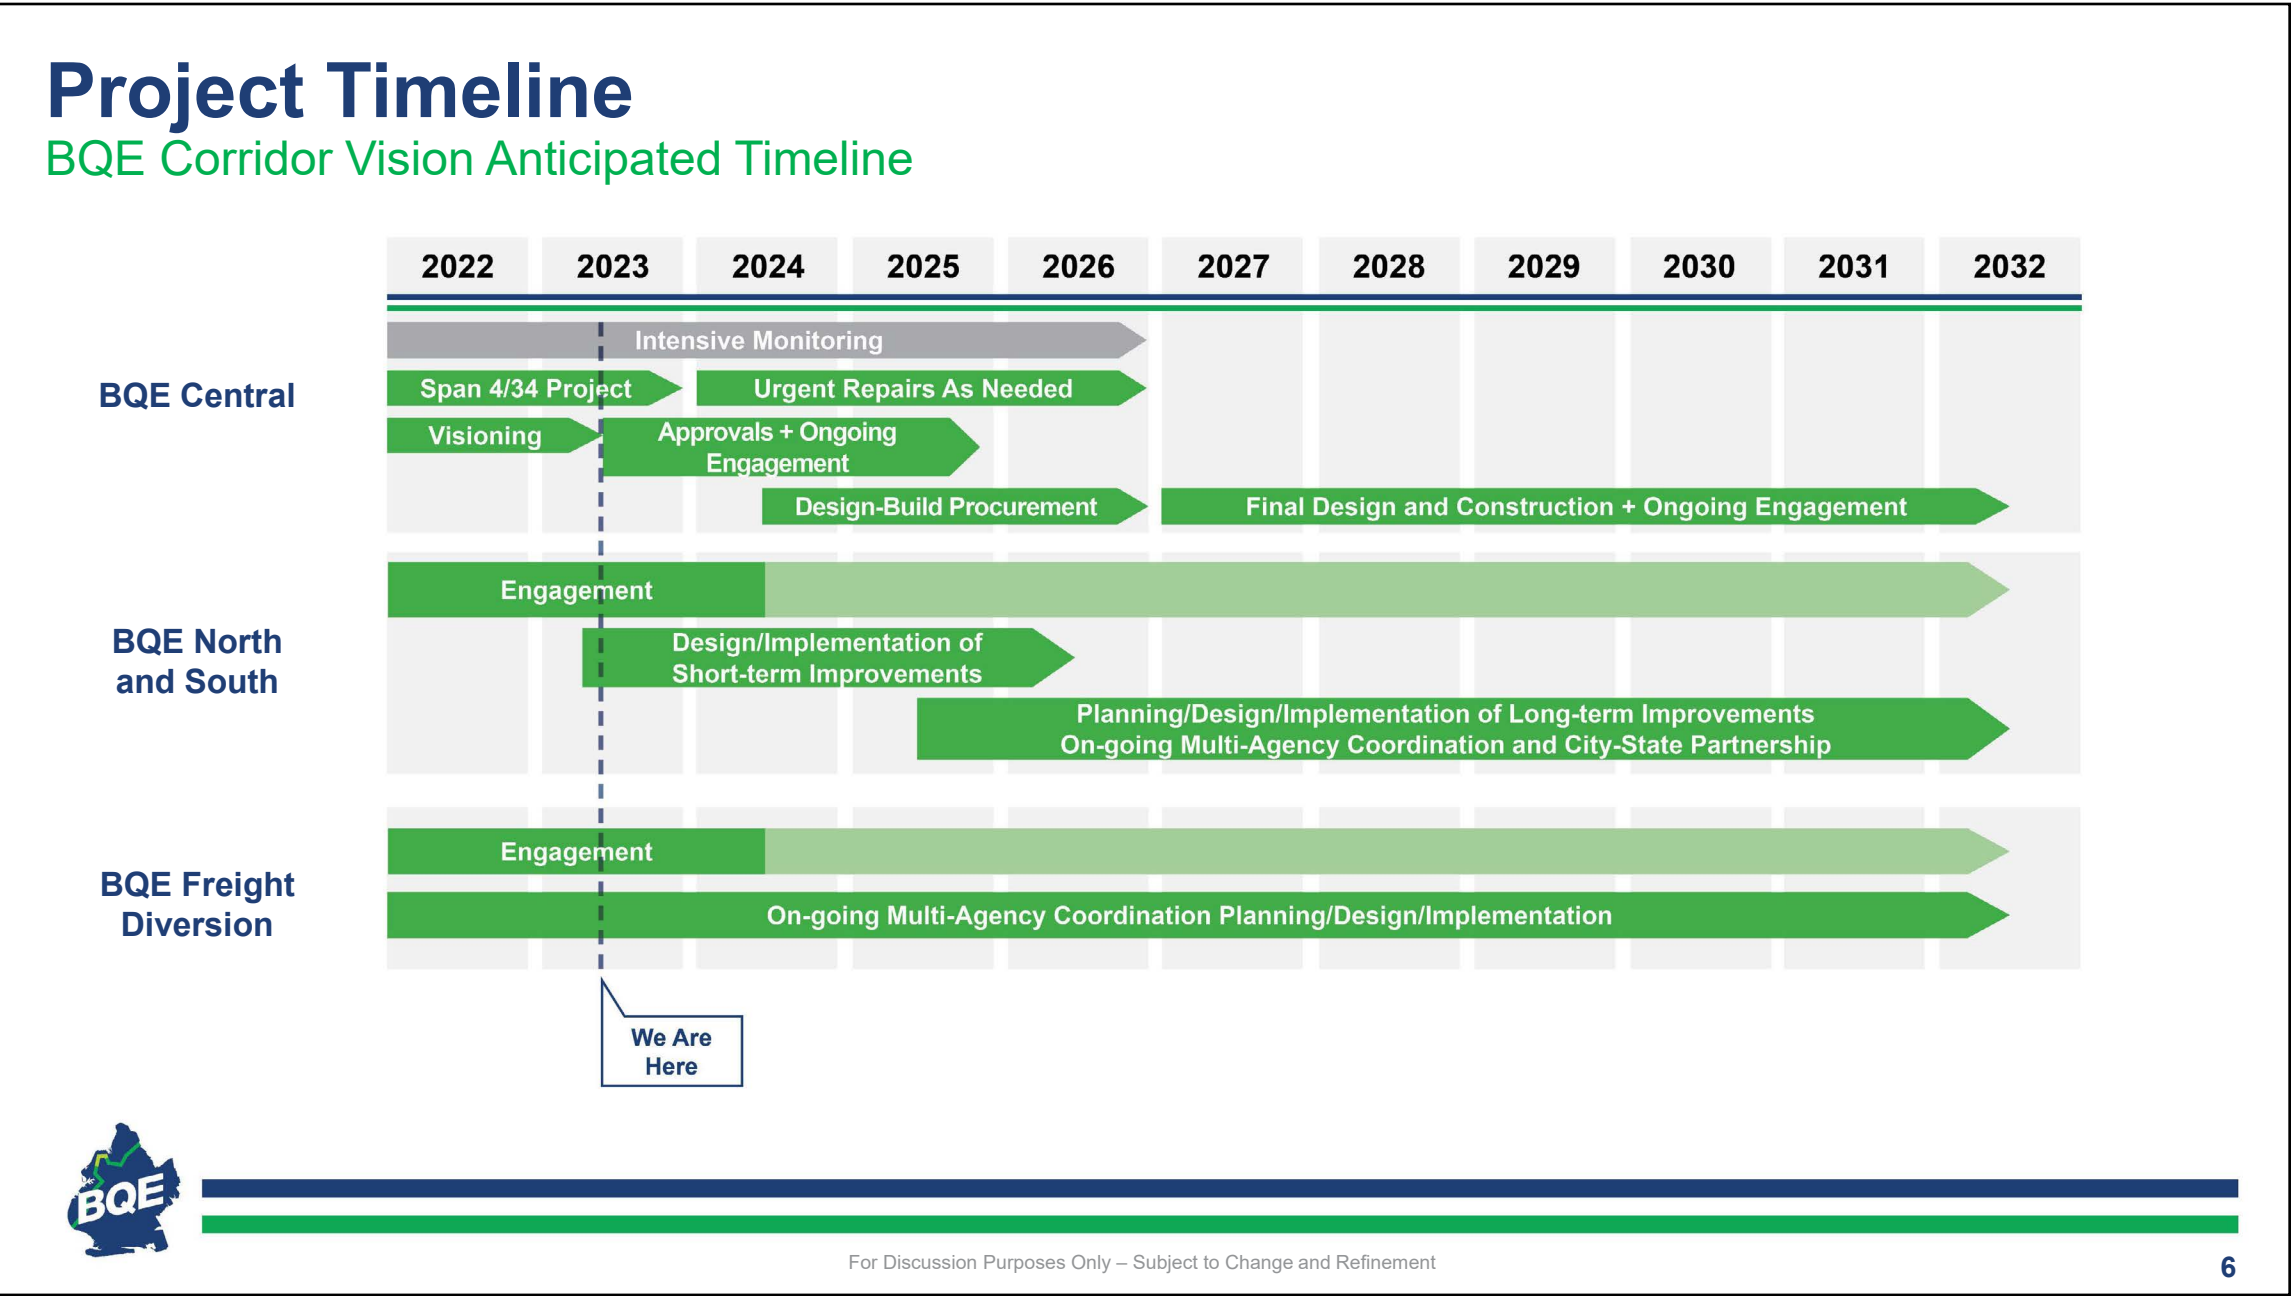 Project Timeline
BQE Corridor Vision Anticipated Timeline
2022 2023 2024 2025 2026 2027 2028 2029 2030 2031 2032
BQE Central
Intensive Monitoring
Span 4/34 Project
Urgent Repairs As Needed
Visioning
Approvals + Ongoing
Engagement
Design-Build Procurement
Final Design and Construction + Ongoing Engagement
BQE North
and South
Engagement
Design/Implementation of
Short-term Improvements
Planning/Design/Implementation of Long-term Improvements
On-going Multi-Agency Coordination and City-State Partnership
BQE Freight
Diversion
Engagement
On-going Multi-Agency Coordination Planning/Design/Implementation
We Are
Here
BQE
For Discussion Purposes Only – Subject to Change and Refinement
6